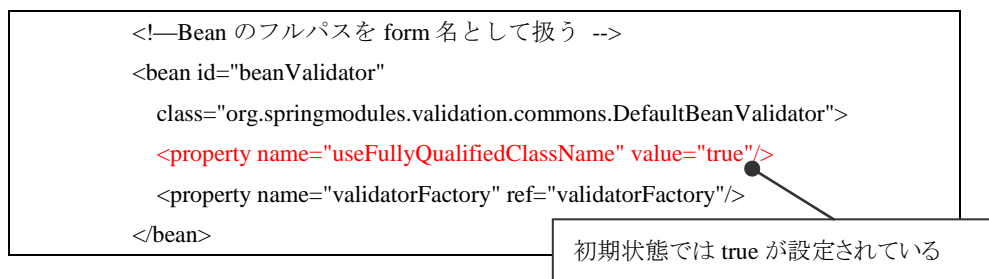 <!—Bean のフルパスを form 名として扱う -->
<bean id="beanValidator"
class="org.springmodules.validation.commons.DefaultBeanValidator">
<property name="useFullyQualifiedClassName" value="true"/>
<property name="validatorFactory" ref="validatorFactory"/>
</bean>
初期状態では true が設定されている